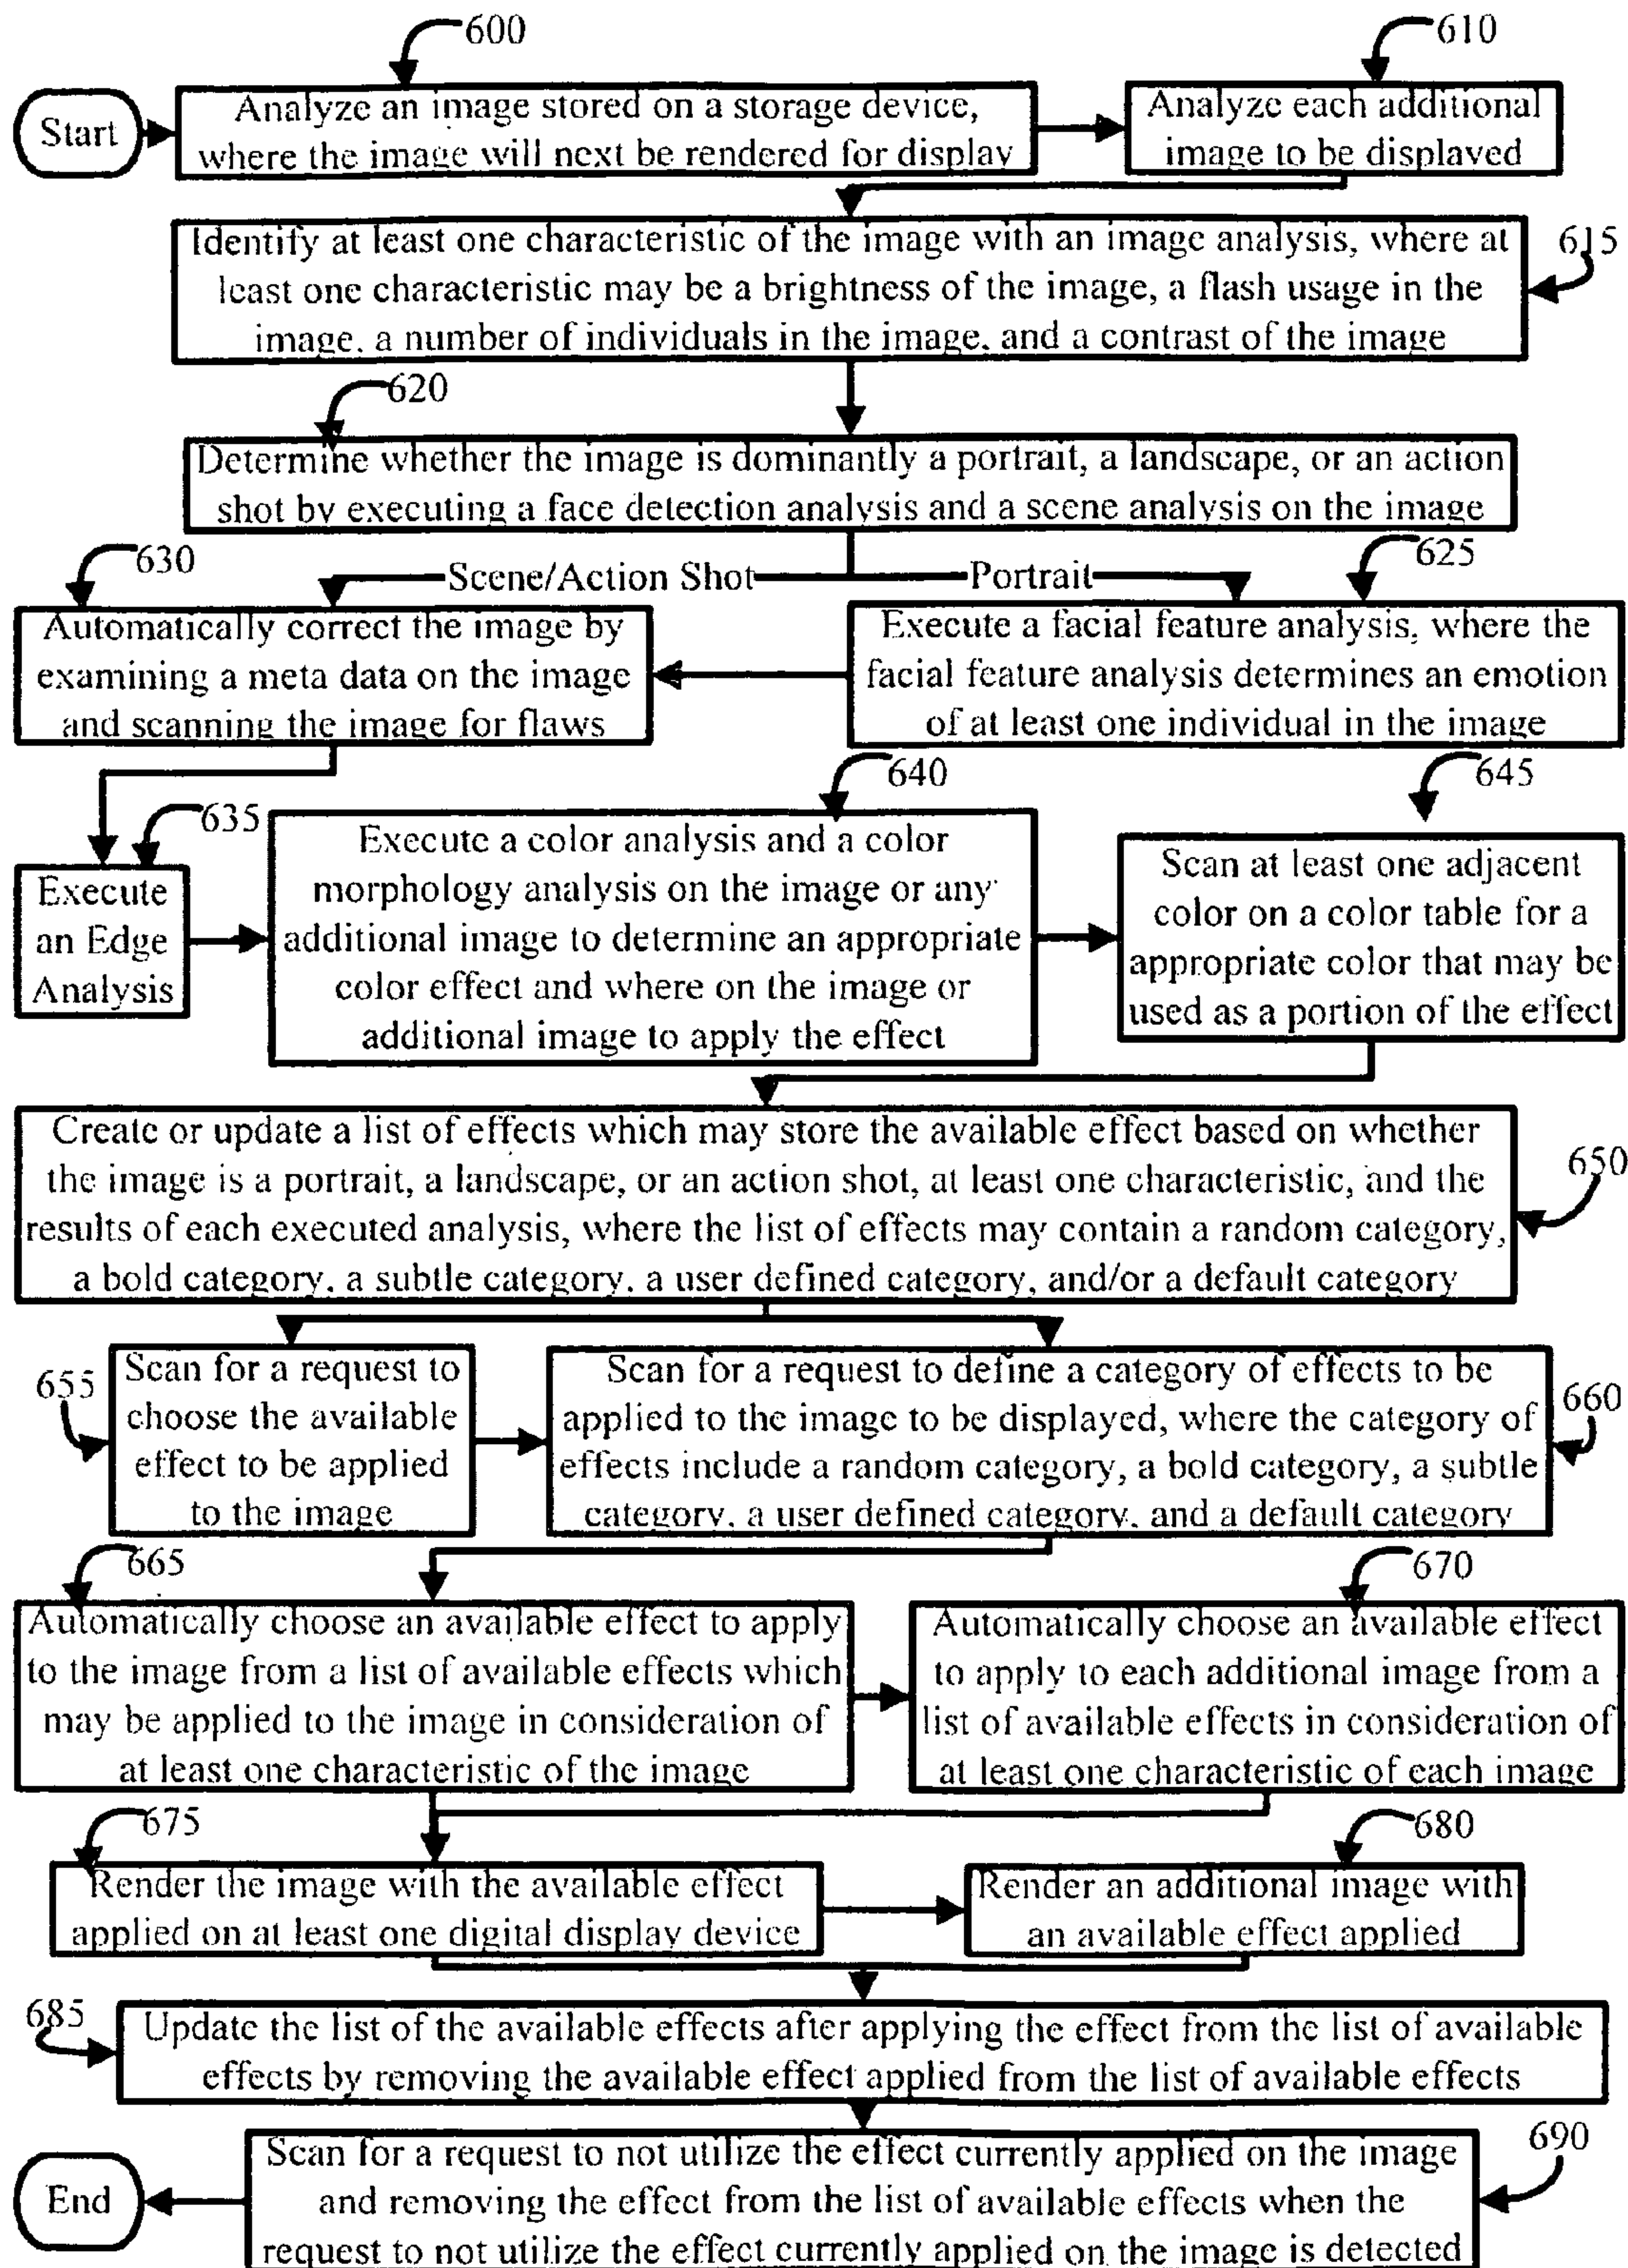 600
610
Start
Analyze an image stored on a storage device,
where the image will next be rendered for display
Analyze each additional
image to be displayed
Identify at least one characteristic of the image with an image analysis, where at
least one characteristic may be a brightness of the image, a flash usage in the
image, a number of individuals in the image, and a contrast of the image
615
620
Determine whether the image is dominantly a portrait, a landscape, or an action
shot by executing a face detection analysis and a scene analysis on the image
630
Scene/Action Shot
Portrait
625
Automatically correct the image by
examining a meta data on the image
and scanning the image for flaws
Execute a facial feature analysis, where the
facial feature analysis determines an emotion
of at least one individual in the image
635
640
645
Execute
an Edge
Analysis
Execute a color analysis and a color
morphology analysis on the image or any
additional image to determine an appropriate
color effect and where on the image or
additional image to apply the effect
Scan at least one adjacent
color on a color table for a
appropriate color that may be
used as a portion of the effect
Create or update a list of effects which may store the available effect based on whether
the image is a portrait, a landscape, or an action shot, at least one characteristic, and the
results of each executed analysis, where the list of effects may contain a random category,
a bold category, a subtle category, a user defined category, and/or a default category
650
655
Scan for a request to
choose the available
effect to be applied
to the image
Scan for a request to define a category of effects to be
applied to the image to be displayed, where the category of
effects include a random category, a bold category, a subtle
category, a user defined category, and a default category
660
665
670
Automatically choose an available effect to apply
to the image from a list of available effects which
may be applied to the image in consideration of
at least one characteristic of the image
Automatically choose an available effect
to apply to each additional image from a
list of available effects in consideration of
at least one characteristic of each image
675
680
Render the image with the available effect
applied on at least one digital display device
Render an additional image with
an available effect applied
685
Update the list of the available effects after applying the effect from the list of available
effects by removing the available effect applied from the list of available effects
690
Scan for a request to not utilize the effect currently applied on the image
and removing the effect from the list of available effects when the
request to not utilize the effect currently applied on the image is detected
End